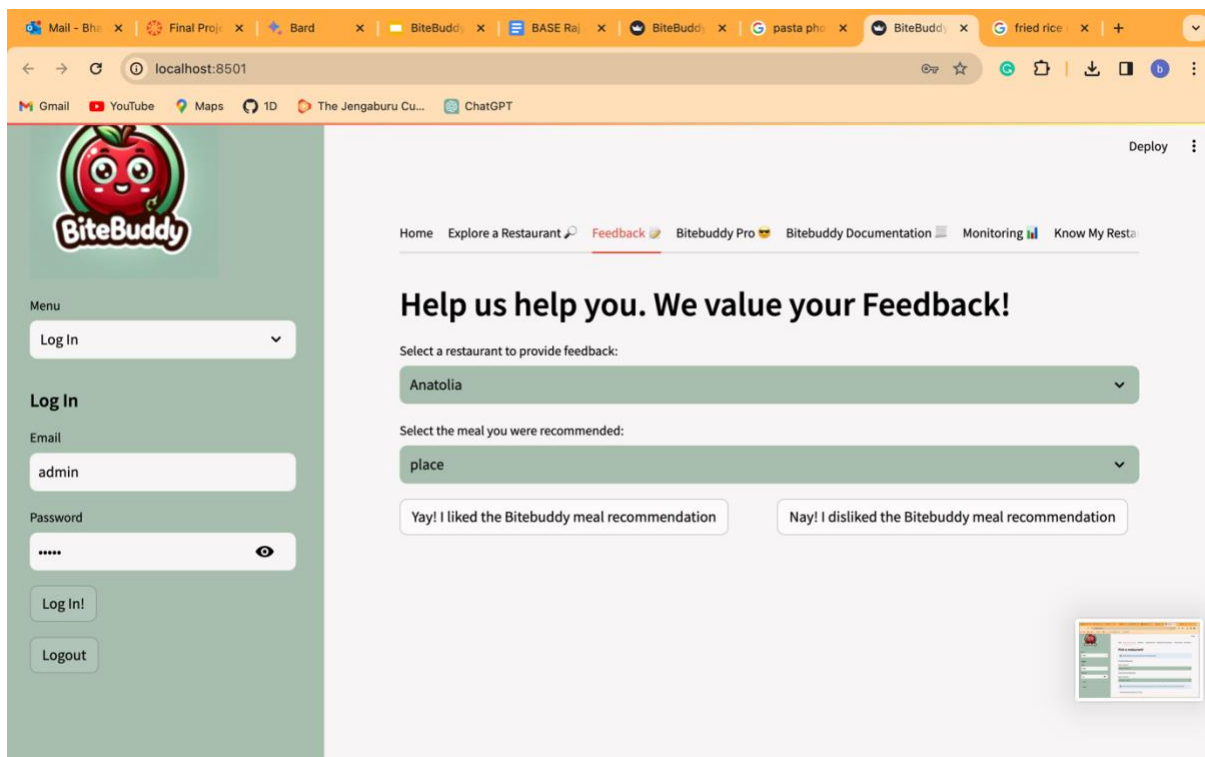 Mail - Bha
Final Proje
Bard
BiteBuddy
BASE Raj
BiteBuddy
pasta pho
BiteBuddy
fried rice
localhost:8501
Gmail YouTube Maps 1D The Jengaburu Cu... ChatGPT
Deploy
BiteBuddy
Menu
Log In
Log In
Email
admin
Password
•••••
Log In!
Logout
Home Explore a Restaurant 🔎 Feedback 📝 Bitebuddy Pro 🤓 Bitebuddy Documentation 📃 Monitoring 📊 Know My Resta
Help us help you. We value your Feedback!
Select a restaurant to provide feedback:
Anatolia
Select the meal you were recommended:
place
Yay! I liked the Bitebuddy meal recommendation
Nay! I disliked the Bitebuddy meal recommendation